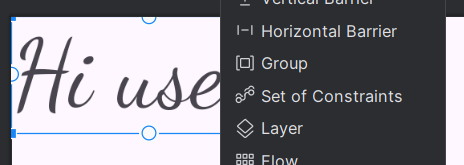 Vertical Barrier
Horizontal Barrier
Hi use
Group
Set of Constraints
Layer
Flow